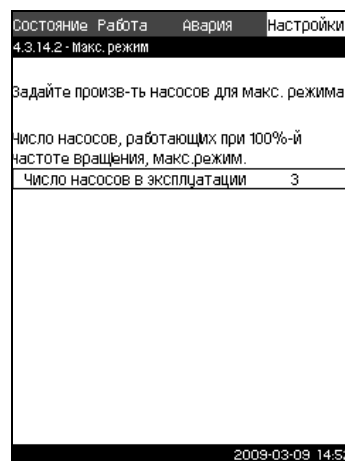 Состояние Работа Авария Настройки
4.3.14.2 - Макс. режим
Задайте произв-ть насосов для макс. режима
Число насосов, работающих при 100%-й
частоте вращения, макс.режим.
Число насосов в эксплуатации 3
2009-03-09 14:52